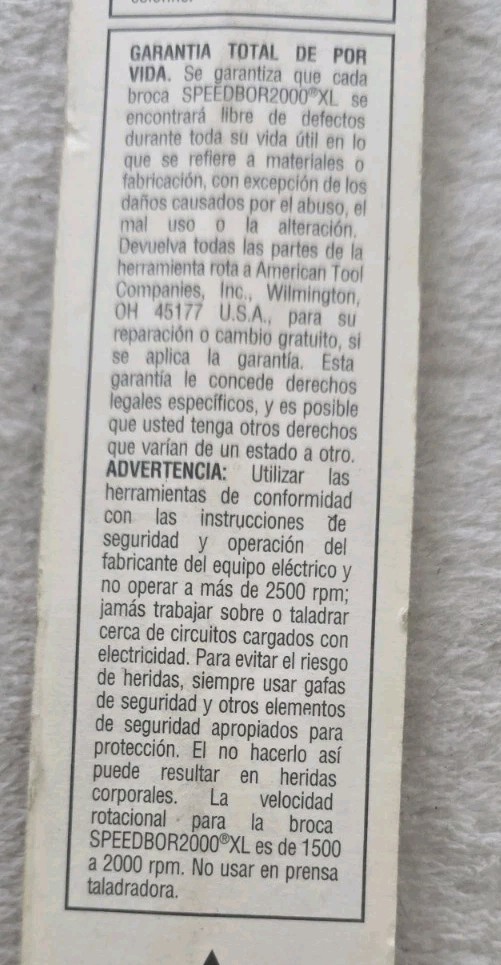 GARANTIA TOTAL DE POR
VIDA. Se garantiza que cada
broca SPEEDBOR2000®XL se
encontrará libre de defectos
durante toda su vida útil en lo
que se refiere a materiales o
fabricación, con excepción de los
daños causados por el abuso, el
mal uso o la alteración.
Devuelva todas las partes de la
herramienta rota a American Tool
Companies, Inc., Wilmington,
OH 45177 U.S.A., para su
reparación o cambio gratuito, si
se aplica la garantía. Esta
garantía le concede derechos
legales específicos, y es posible
que usted tenga otros derechos
que varían de un estado a otro.
ADVERTENCIA: Utilizar las
herramientas de conformidad
con las instrucciones de
seguridad y operación del
fabricante del equipo eléctrico y
no operar a más de 2500 rpm;
jamás trabajar sobre o taladrar
cerca de circuitos cargados con
electricidad. Para evitar el riesgo
de heridas, siempre usar gafas
de seguridad y otros elementos
de seguridad apropiados para
protección. El no hacerlo así
puede resultar en heridas
corporales. La velocidad
rotacional para la broca
SPEEDBOR2000®XL es de 1500
a 2000 rpm. No usar en prensa
taladradora.